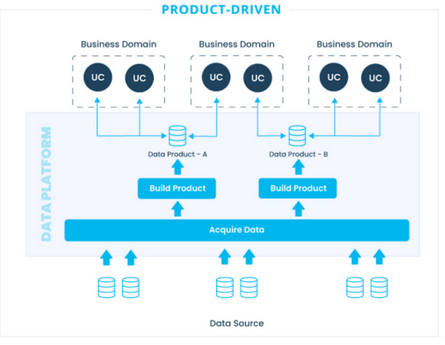 PRODUCT-DRIVEN
Business Domain
Business Domain
Business Domain
UC
UC
UC
UC
UC
UC
DATA PLATFORM
Data Product - A
Data Product - B
Build Product
Build Product
Acquire Data
Data Source